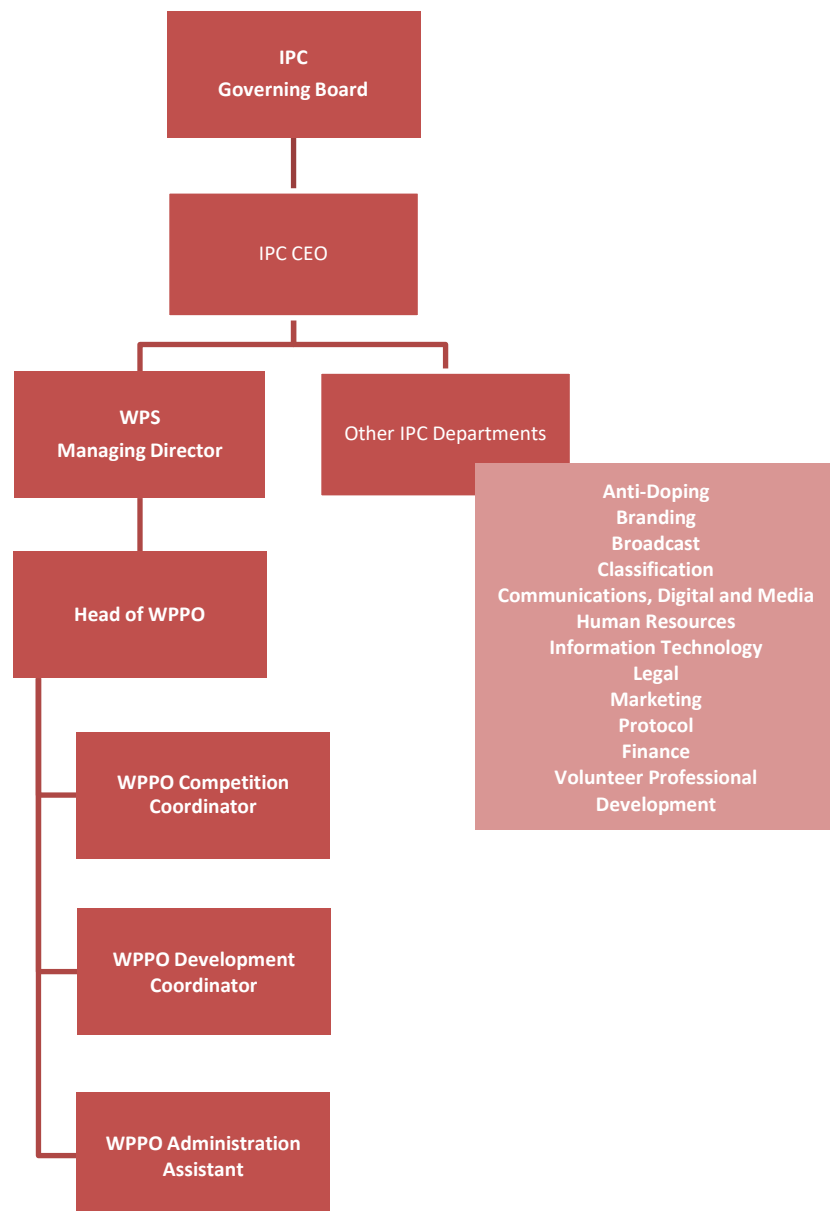 IPC
Governing Board
IPC CEO
WPS
Managing Director
Other IPC Departments
Anti-Doping
Branding
Broadcast
Classification
Communications, Digital and Media
Human Resources
Information Technology
Legal
Marketing
Protocol
Finance
Volunteer Professional
Development
Head of WPPO
WPPO Competition
Coordinator
WPPO Development
Coordinator
WPPO Administration
Assistant